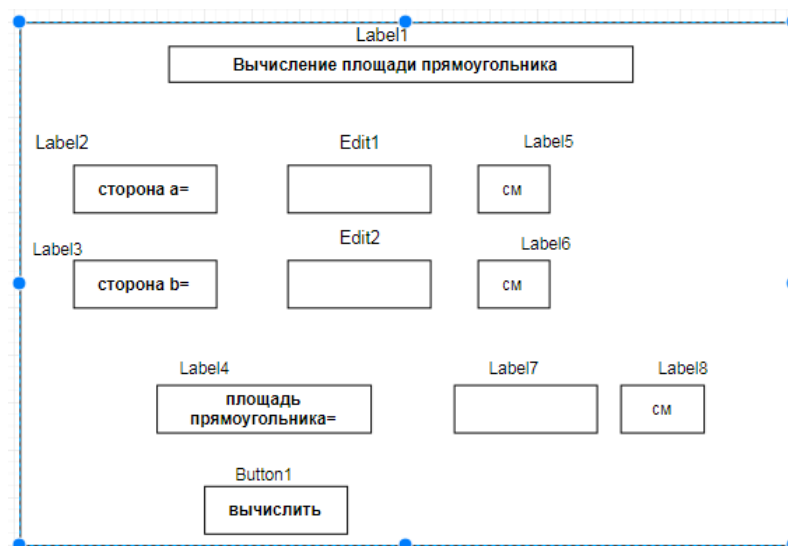 Label1
Вычисление площади прямоугольника
Label2
Edit1
Label5
сторона a=
см
Label3
Edit2
Label6
сторона b=
см
Label4
Label7
Label8
площадь
прямоугольника=
см
Button1
вычислить